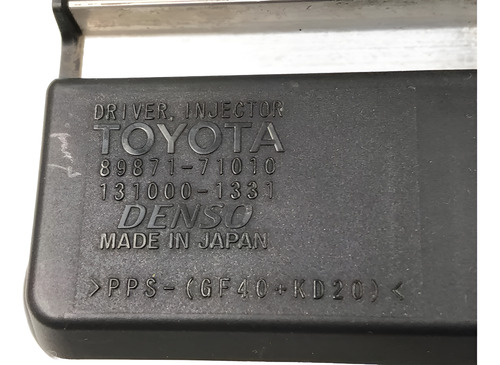 DRIVER, INJECTOR
TOYOTA
89871-71010
131000-1331
DENSO
MADE IN JAPAN
>PPS-(GF40+KD20)<